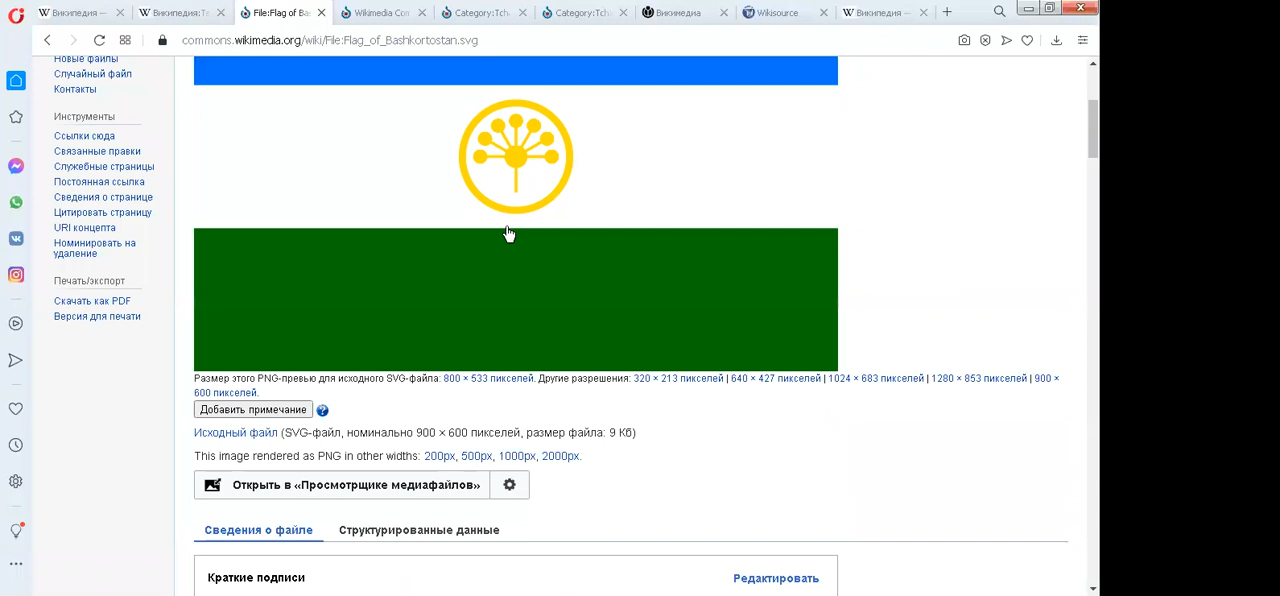 Википедия —
Википедия:Те
File:Flag of Bas
Wikimedia Con
Category:Tch
Category:Tch
Викимедиа
Wikisource
Википедия —
commons.wikimedia.org/wiki/File:Flag_of_Bashkortostan.svg
Новые файлы
Случайный файл
Контакты
Инструменты
Ссылки сюда
Связанные правки
Служебные страницы
Постоянная ссылка
Сведения о странице
Цитировать страницу
URI концепта
Номинировать на
удаление
Печать/экспорт
Скачать как PDF
Версия для печати
Размер этого PNG-превью для исходного SVG-файла: 800 × 533 пикселей. Другие разрешения: 320 × 213 пикселей | 640 × 427 пикселей | 1024 × 683 пикселей | 1280 × 853 пикселей | 900 ×
600 пикселей.
Добавить примечание
Исходный файл (SVG-файл, номинально 900 × 600 пикселей, размер файла: 9 Кб)
This image rendered as PNG in other widths: 200px, 500px, 1000px, 2000px.
Открыть в «Просмотрщике медиафайлов»
Сведения о файле Структурированные данные
Краткие подписи Редактировать